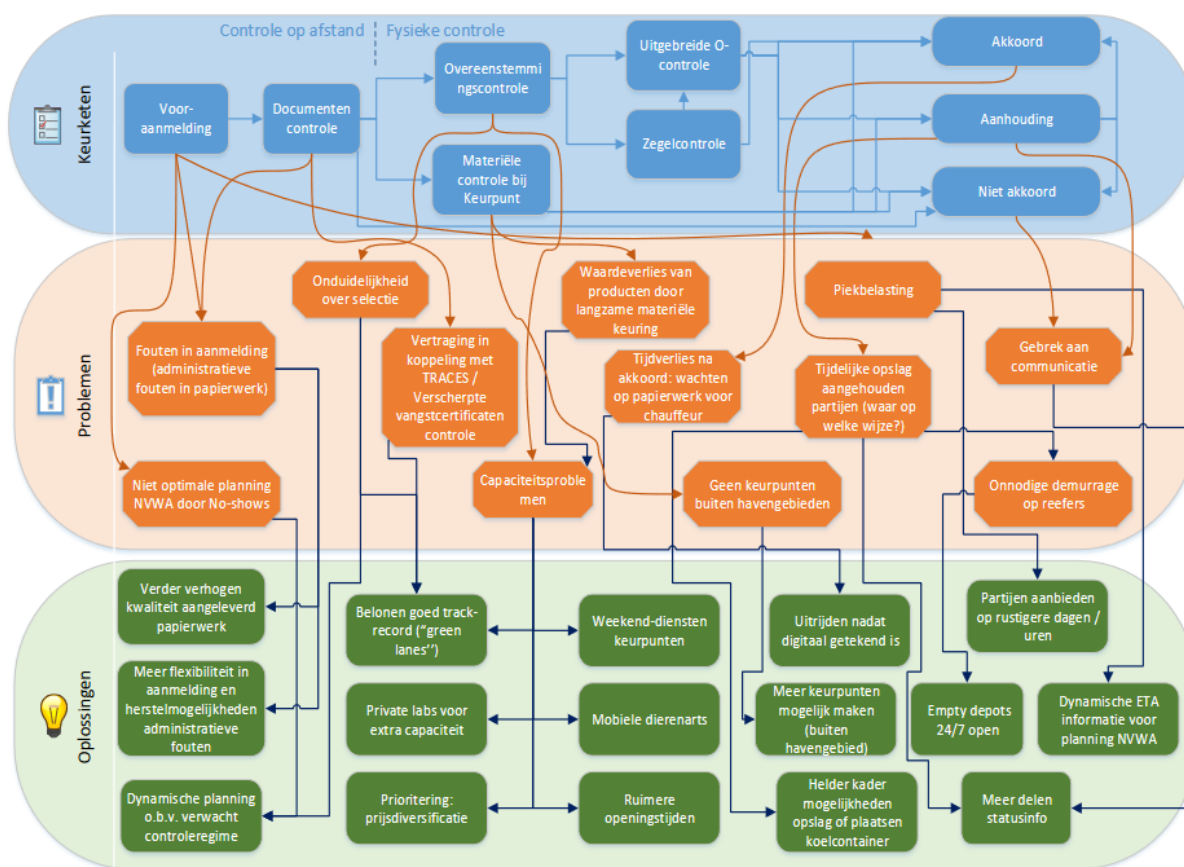 Controle op afstand
Fysieke controle
Keurketen
Voor-
aanmelding
Documenten
controle
Overeenstemmi
ngscontrole
Materiële
controle bij
Keurpunt
Uitgebreide O-
controle
Zegelcontrole
Akkoord
Aanhouding
Niet akkoord
Problemen
Onduidelijkheid
over selectie
Waardeverlies van
producten door
langzame materiële
keuring
Piekbelasting
Fouten in aanmelding
(administratieve
fouten in papierwerk)
Vertraging in
koppeling met
TRACES /
Verscherpte
vangstcertificaten
controle
Tijdverlies na
akkoord: wachten
op papierwerk voor
chauffeur
Tijdelijke opslag
aangehouden
partijen (waar op
welke wijze?)
Gebrek aan
communicatie
Niet optimale planning
NVWA door No-shows
Capaciteitsproble
men
Geen keurpunten
buiten havengebieden
Onnodige demurrage
op reefers
Oplossingen
Verder verhogen
kwaliteit aangeleverd
papierwerk
Belonen goed track-
record (“green
lanes’’)
Weekend-diensten
keurpunten
Uitrijden nadat
digitaal getekend is
Partijen aanbieden
op rustigere dagen /
uren
Meer flexibiliteit in
aanmelding en
herstelmogelijkheden
administratieve
fouten
Private labs voor
extra capaciteit
Mobiele dierenarts
Meer keurpunten
mogelijk maken
(buiten
havengebied)
Empty depots
24/7 open
Dynamische ETA
informatie voor
planning NVWA
Dynamische planning
o.b.v. verwacht
controleregime
Prioritering:
prijsdiversificatie
Ruimere
openingstijden
Helder kader
mogelijkheden
opslag of plaatsen
koelcontainer
Meer delen
statusinfo